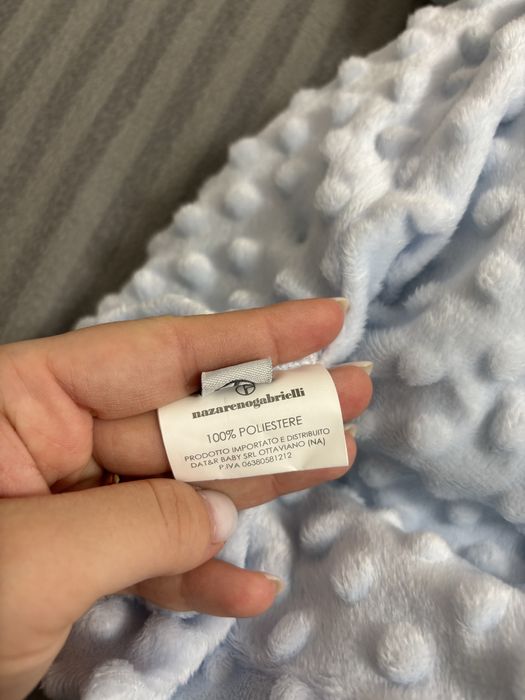 nazarenogabrielli
100% POLIESTERE
PRODOTTO IMPORTATO E DISTRIBUITO
DAT&R BABY SRL OTTAVIANO (NA)
P.IVA 06380581212